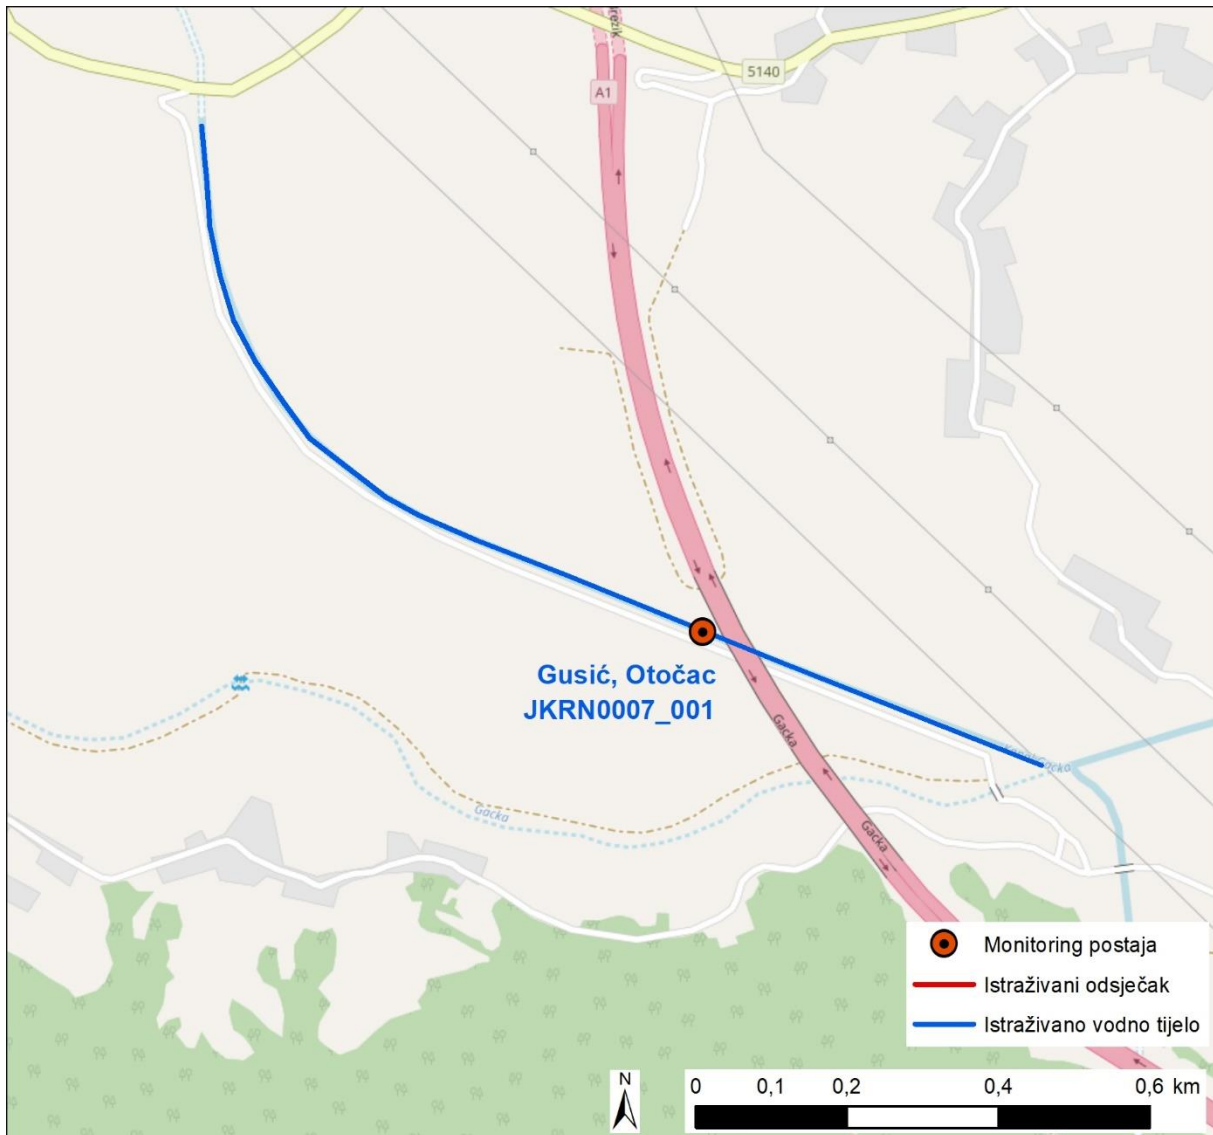 5140
A1
Gusić, Otočac
JKRN0007_001
Gacka
Gacka
Gacka
Monitoring postaja
Istraživani odsječak
Istraživano vodno tijelo
N
0 0,1 0,2 0,4 0,6 km